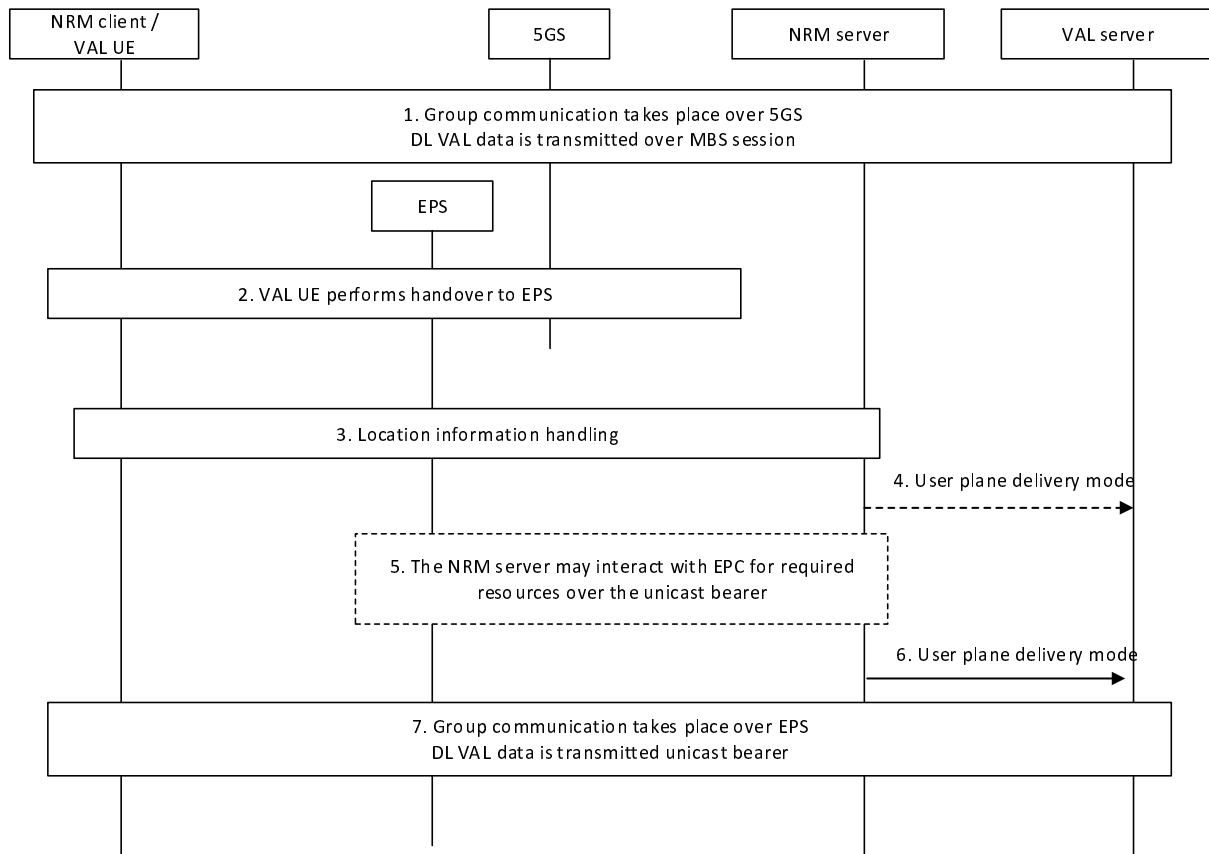 NRM client /
VAL UE
5GS
NRM server
VAL server
1. Group communication takes place over 5GS
DL VAL data is transmitted over MBS session
EPS
2. VAL UE performs handover to EPS
3. Location information handling
4. User plane delivery mode
5. The NRM server may interact with EPC for required
resources over the unicast bearer
6. User plane delivery mode
7. Group communication takes place over EPS
DL VAL data is transmitted unicast bearer